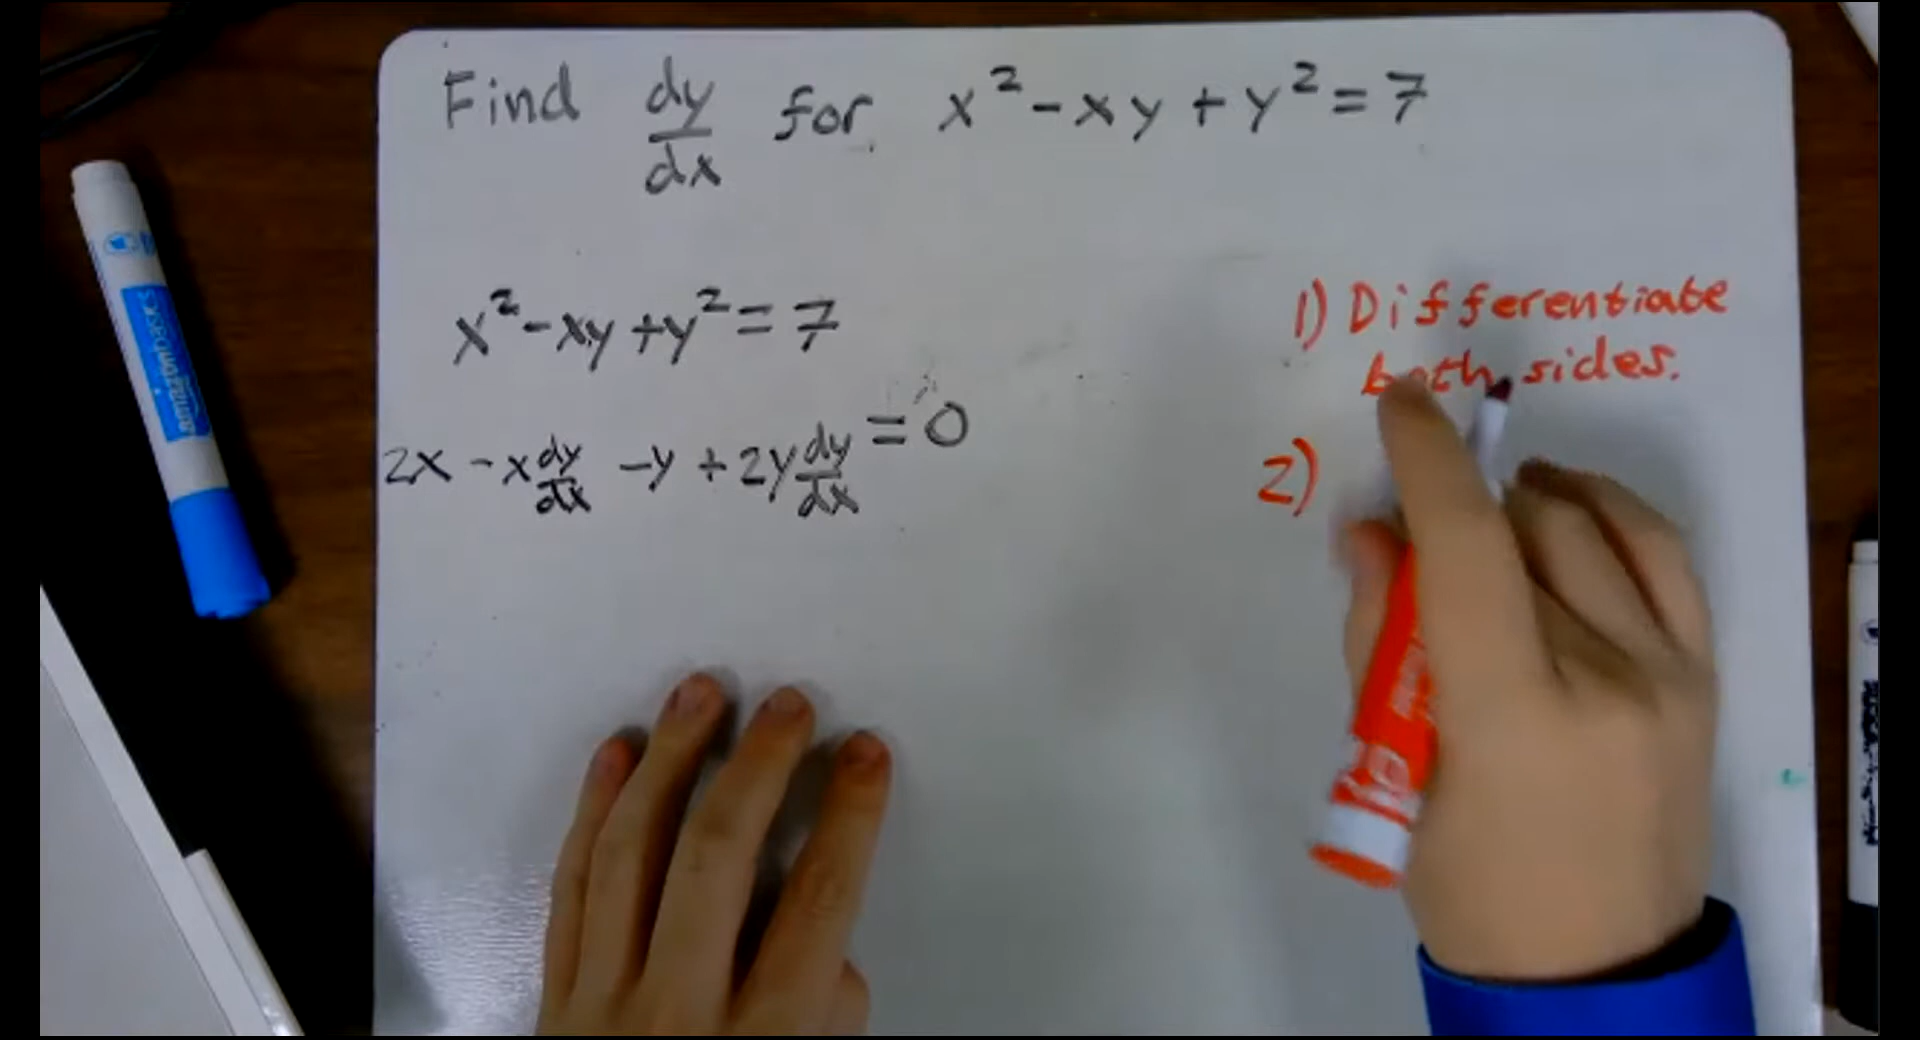 Find dy/dx for x²-xy+y²=7
x²-xy+y²=7
1) Differentiate
both sides.
2x -x dy/dx -y + 2y dy/dx = 0
2)
amazonbasics